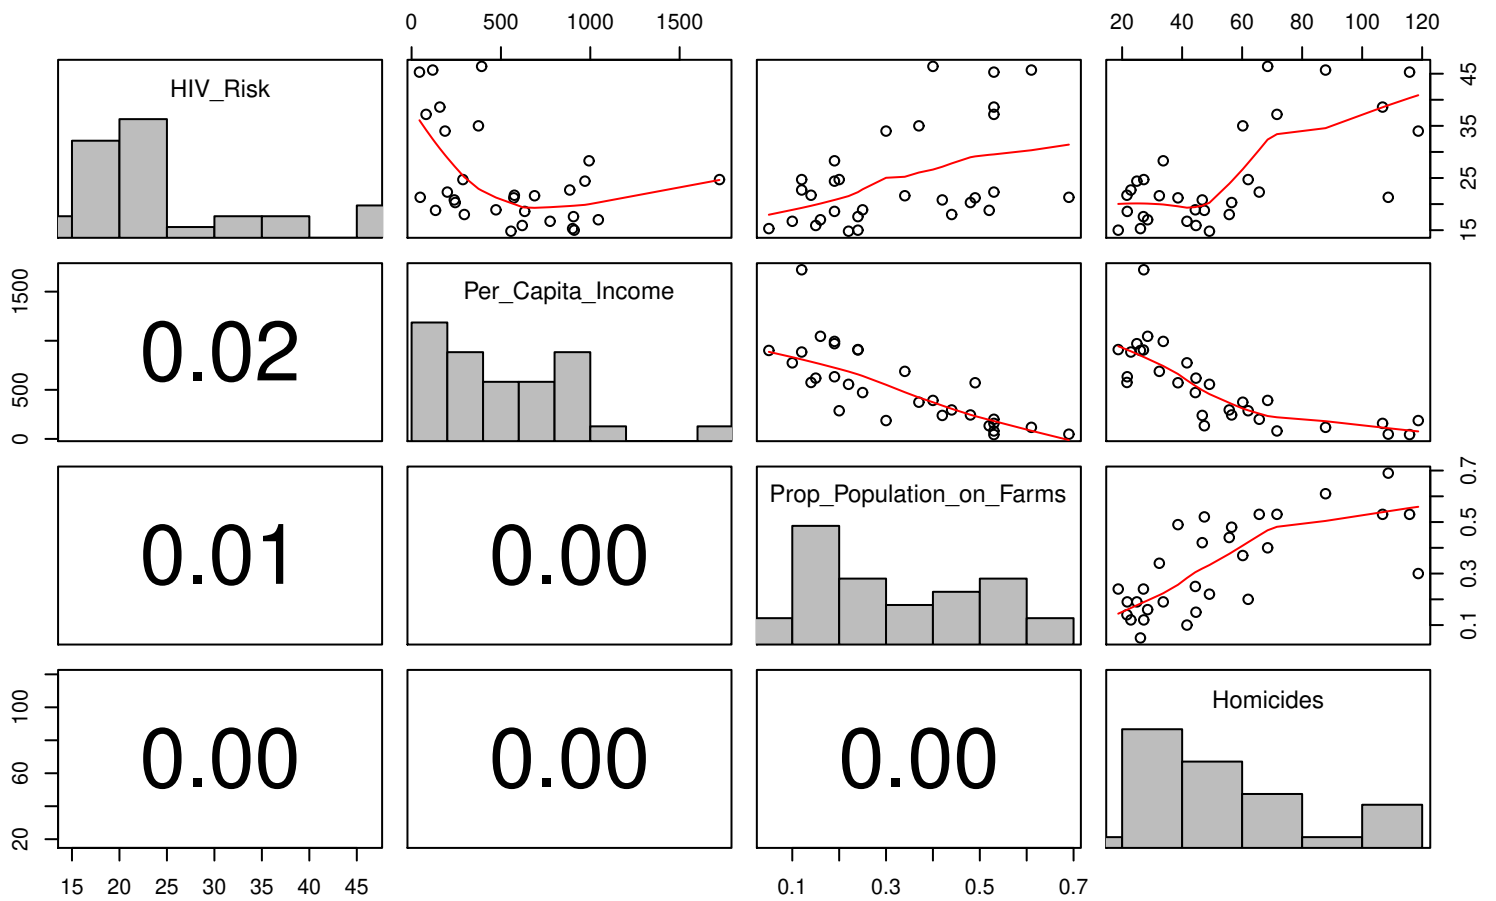 0 500 1000 1500 20 40 60 80 100 120
HIV_Risk
15 25 35 45
Per_Capita_Income
0 500 1500
0.02
Prop_Population_on_Farms
0.01 0.00
0.1 0.3 0.5 0.7
Homicides
20 60 100
0.00 0.00 0.00
15 20 25 30 35 40 45 0.1 0.3 0.5 0.7